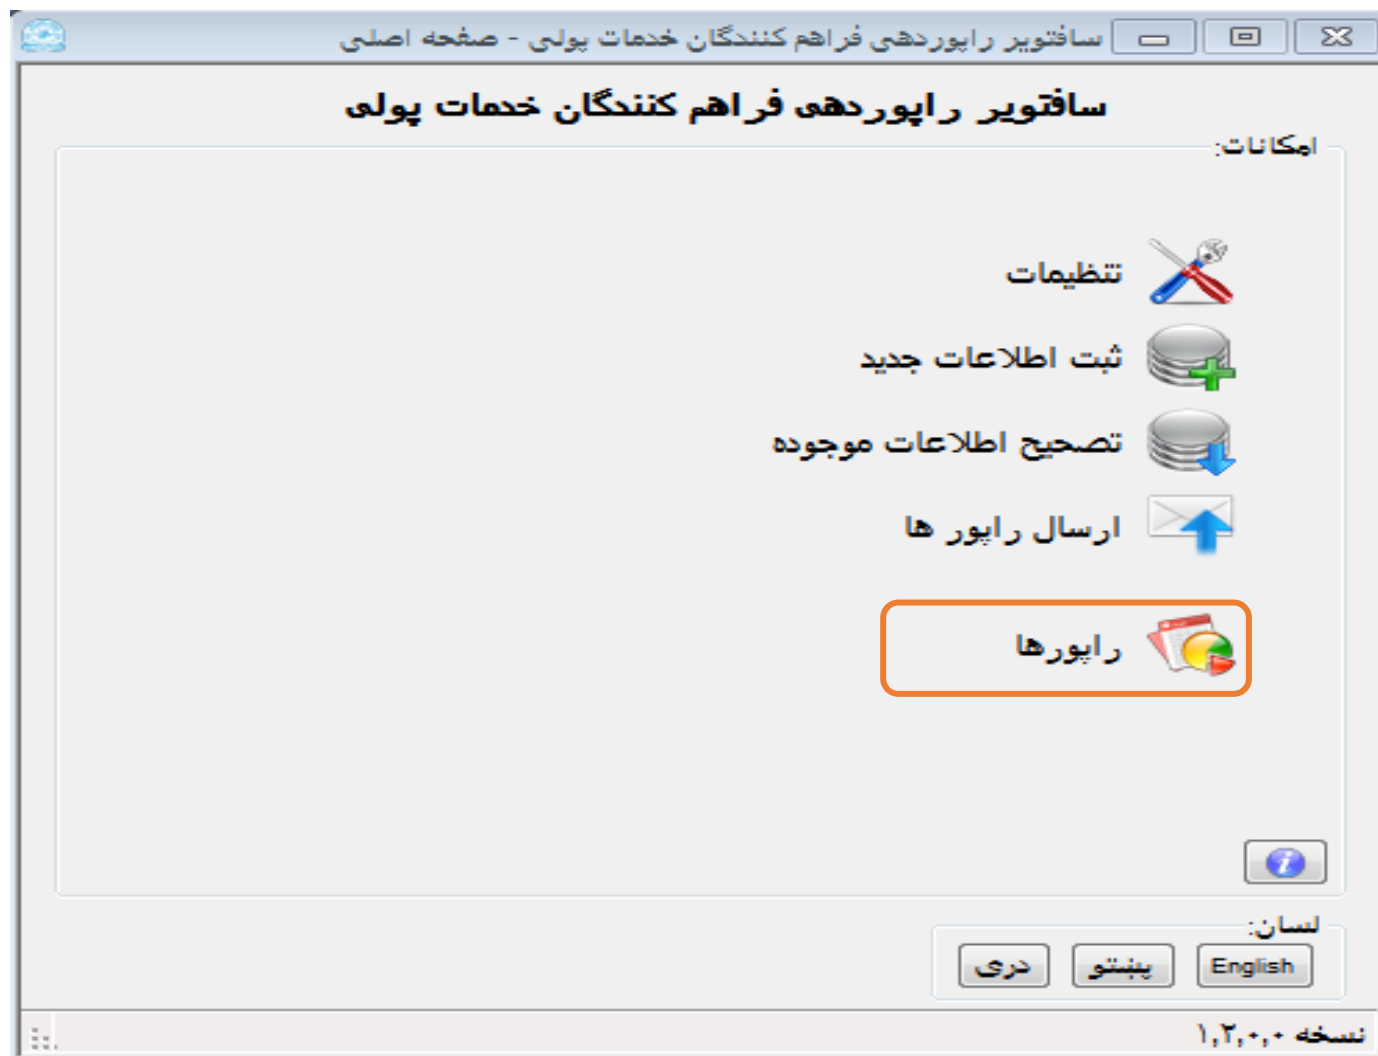 سافتویر راپوردهی فراهم کنندگان خدمات پولی - صفحه اصلی
سافتویر راپوردهی فراهم کنندگان خدمات پولی
امکانات:
تنظیمات
ثبت اطلاعات جدید
تصحیح اطلاعات موجوده
ارسال راپور ها
راپورها
لسان:
English پښتو دری
نسخه ۱,۲,۰,۰